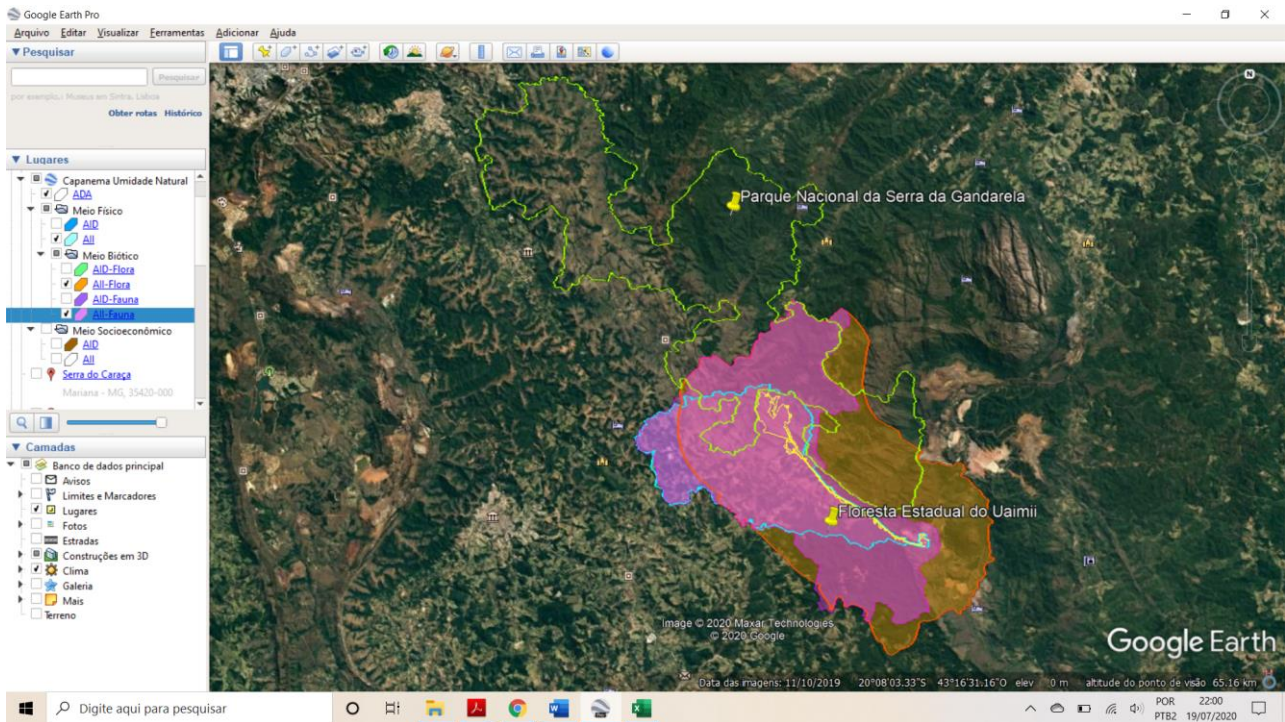 Google Earth Pro
Arquivo Editar Visualizar Ferramentas Adicionar Ajuda
Pesquisar
Pesquisar
por exemplo,: Museus em Sintra, Lisboa
Obter rotas Histórico
Lugares
Capanema Umidade Natural
ADA
Meio Físico
AID
AII
Meio Biótico
AID-Flora
AII-Flora
AID-Fauna
AII-Fauna
Meio Socioeconômico
AID
AII
Serra do Caraça
Mariana - MG, 35420-000
Camadas
Banco de dados principal
Avisos
Limites e Marcadores
Lugares
Fotos
Estradas
Construções em 3D
Clima
Galeria
Mais
Terreno
N
Parque Nacional da Serra da Gandarela
Floresta Estadual do Uaimii
Image © 2020 Maxar Technologies
© 2020 Google
Google Earth
Data das imagens: 11/10/2019 20°08'03.33"S 43°16'31.16"O elev 0 m altitude do ponto de visão 65.16 km
Digite aqui para pesquisar
POR
PTB2
22:00
19/07/2020